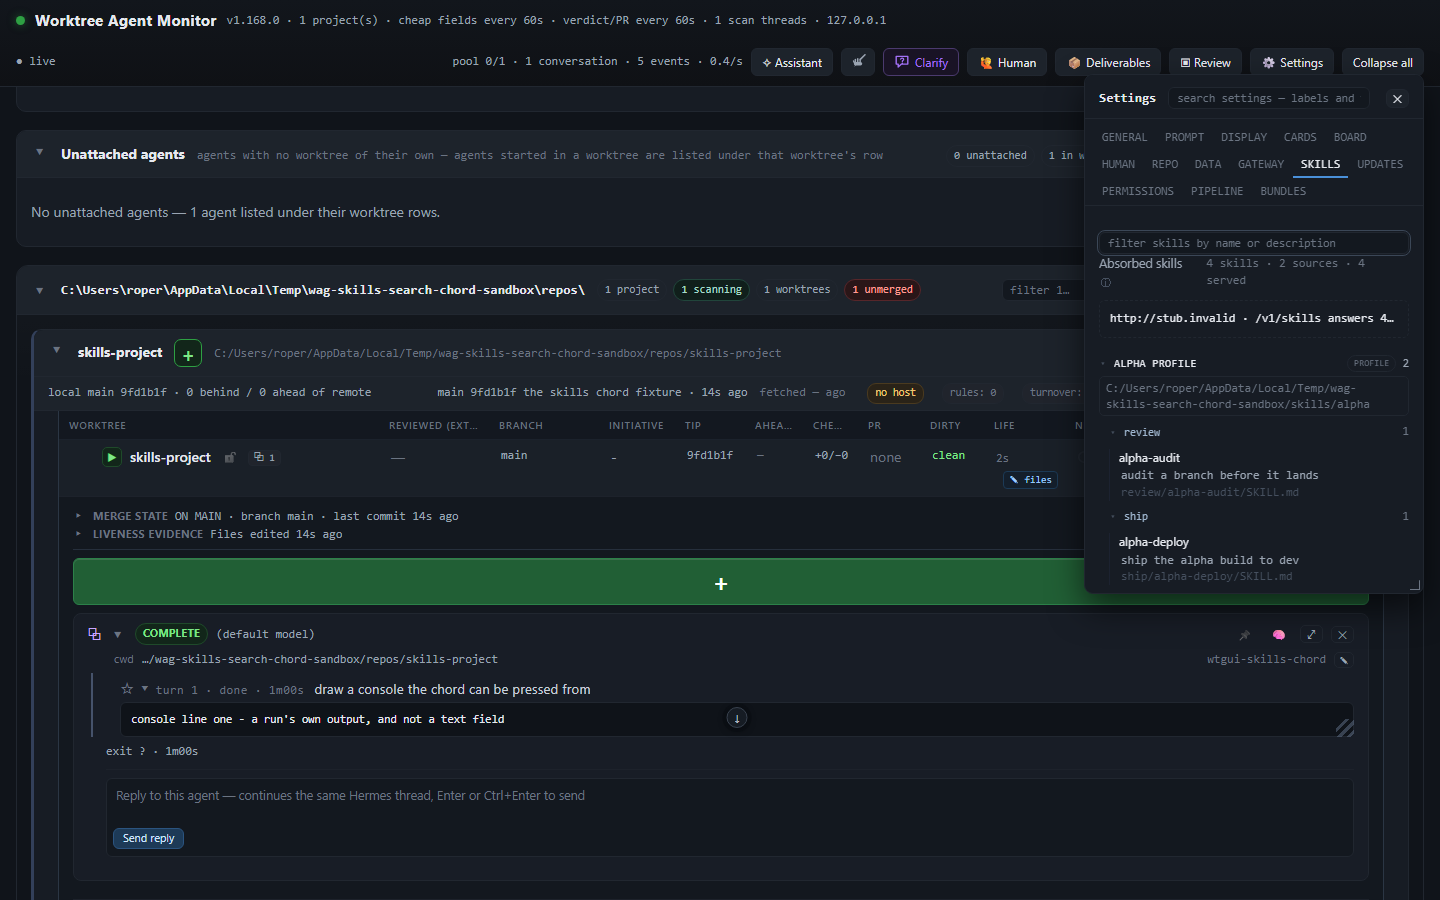 Worktree Agent Monitor v1.168.0 · 1 project(s) · cheap fields every 60s · verdict/PR every 60s · 1 scan threads · 127.0.0.1
live
pool 0/1 · 1 conversation · 5 events · 0.4/s
Assistant
Clarify
Human
Deliverables
Review
Settings
Collapse all
Unattached agents agents with no worktree of their own — agents started in a worktree are listed under that worktree's row 0 unattached 1 in w
No unattached agents — 1 agent listed under their worktree rows.
C:\Users\roper\AppData\Local\Temp\wag-skills-search-chord-sandbox\repos\ 1 project 1 scanning 1 worktrees 1 unmerged filter 1…
skills-project + C:/Users/roper/AppData/Local/Temp/wag-skills-search-chord-sandbox/repos/skills-project
local main 9fd1b1f · 0 behind / 0 ahead of remote main 9fd1b1f the skills chord fixture · 14s ago fetched — ago no host rules: 0 turnover:
WORKTREE REVIEWED (EXT… BRANCH INITIATIVE TIP AHEA… CHE… PR DIRTY LIFE N
skills-project 1 — main - 9fd1b1f — +0/−0 none clean 2s
files
MERGE STATE ON MAIN · branch main · last commit 14s ago
LIVENESS EVIDENCE Files edited 14s ago
+
COMPLETE (default model)
cwd …/wag-skills-search-chord-sandbox/repos/skills-project wtgui-skills-chord
turn 1 · done · 1m00s draw a console the chord can be pressed from
console line one - a run's own output, and not a text field
exit ? · 1m00s
Reply to this agent — continues the same Hermes thread, Enter or Ctrl+Enter to send
Send reply
Settings search settings — labels and
GENERAL PROMPT DISPLAY CARDS BOARD
HUMAN REPO DATA GATEWAY SKILLS UPDATES
PERMISSIONS PIPELINE BUNDLES
filter skills by name or description
Absorbed skills 4 skills · 2 sources · 4
served
http://stub.invalid · /v1/skills answers 4…
ALPHA PROFILE PROFILE 2
C:/Users/roper/AppData/Local/Temp/wag-
skills-search-chord-sandbox/skills/alpha
review 1
alpha-audit
audit a branch before it lands
review/alpha-audit/SKILL.md
ship 1
alpha-deploy
ship the alpha build to dev
ship/alpha-deploy/SKILL.md